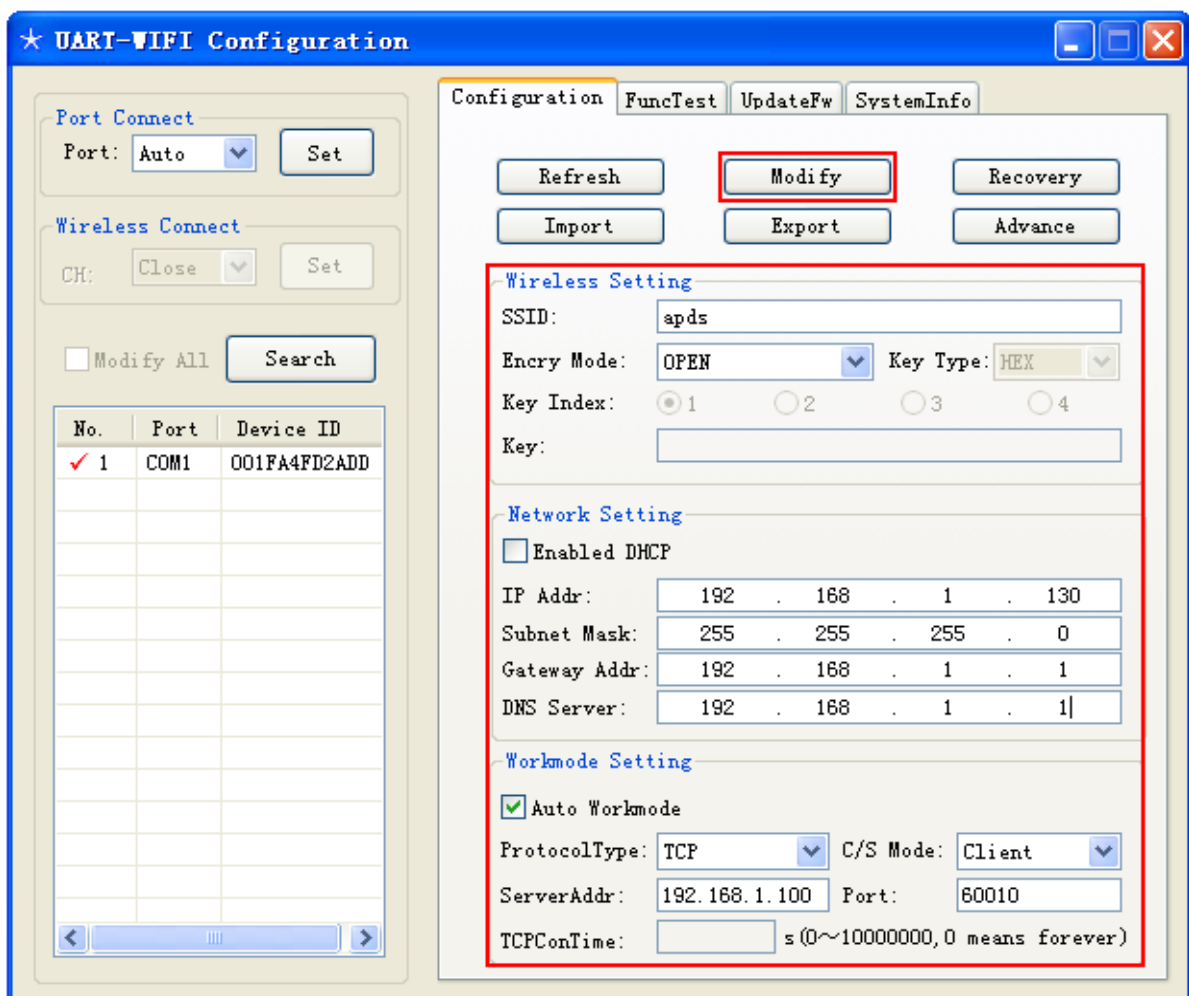 UART-WIFI Configuration
Port Connect
Port: Auto Set
Wireless Connect
CH: Close Set
Modify All Search
No. Port Device ID
1 COM1 001FA4FD2ADD
Configuration FuncTest UpdateFw SystemInfo
Refresh Modify Recovery
Import Export Advance
Wireless Setting
SSID: apds
Encry Mode: OPEN Key Type: HEX
Key Index: 1 2 3 4
Key:
Network Setting
Enabled DHCP
IP Addr: 192 . 168 . 1 . 130
Subnet Mask: 255 . 255 . 255 . 0
Gateway Addr: 192 . 168 . 1 . 1
DNS Server: 192 . 168 . 1 . 1
Workmode Setting
Auto Workmode
ProtocolType: TCP C/S Mode: Client
ServerAddr: 192.168.1.100 Port: 60010
TCPConTime: s(0~10000000,0 means forever)